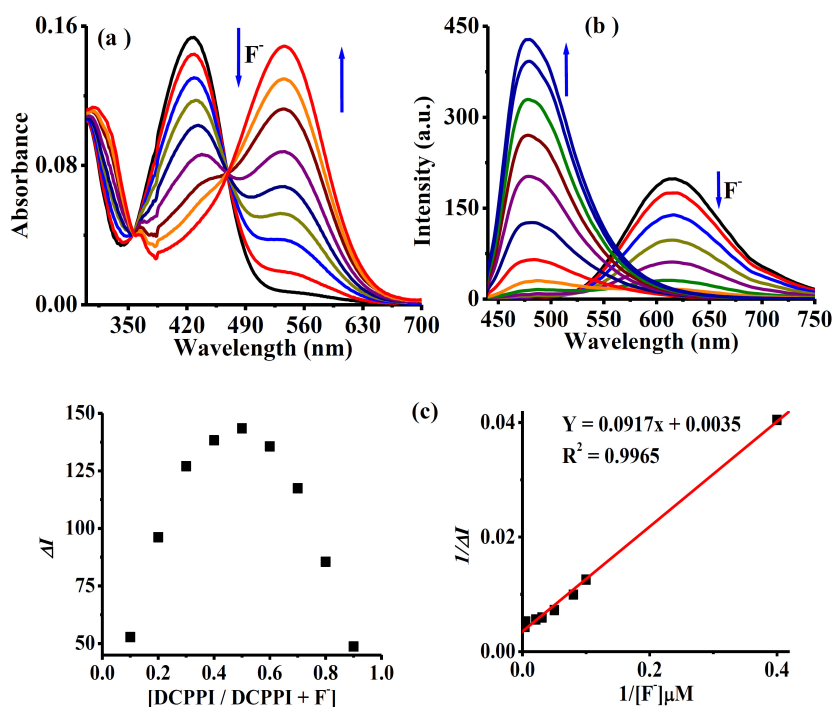 (a )
F-
0.16
0.08
0.00
Absorbance
350 420 490 560 630 700
Wavelength (nm)
(b)
F-
450
300
150
0
Intensity (a.u.)
450 500 550 600 650 700 750
Wavelength (nm)
(c)
150
125
100
75
50
ΔI
0.0 0.2 0.4 0.6 0.8 1.0
[DCPPI / DCPPI + F-]
Y = 0.0917x + 0.0035
R2 = 0.9965
0.04
0.02
0.00
1/ΔI
0.0 0.2 0.4
1/[F-]μM